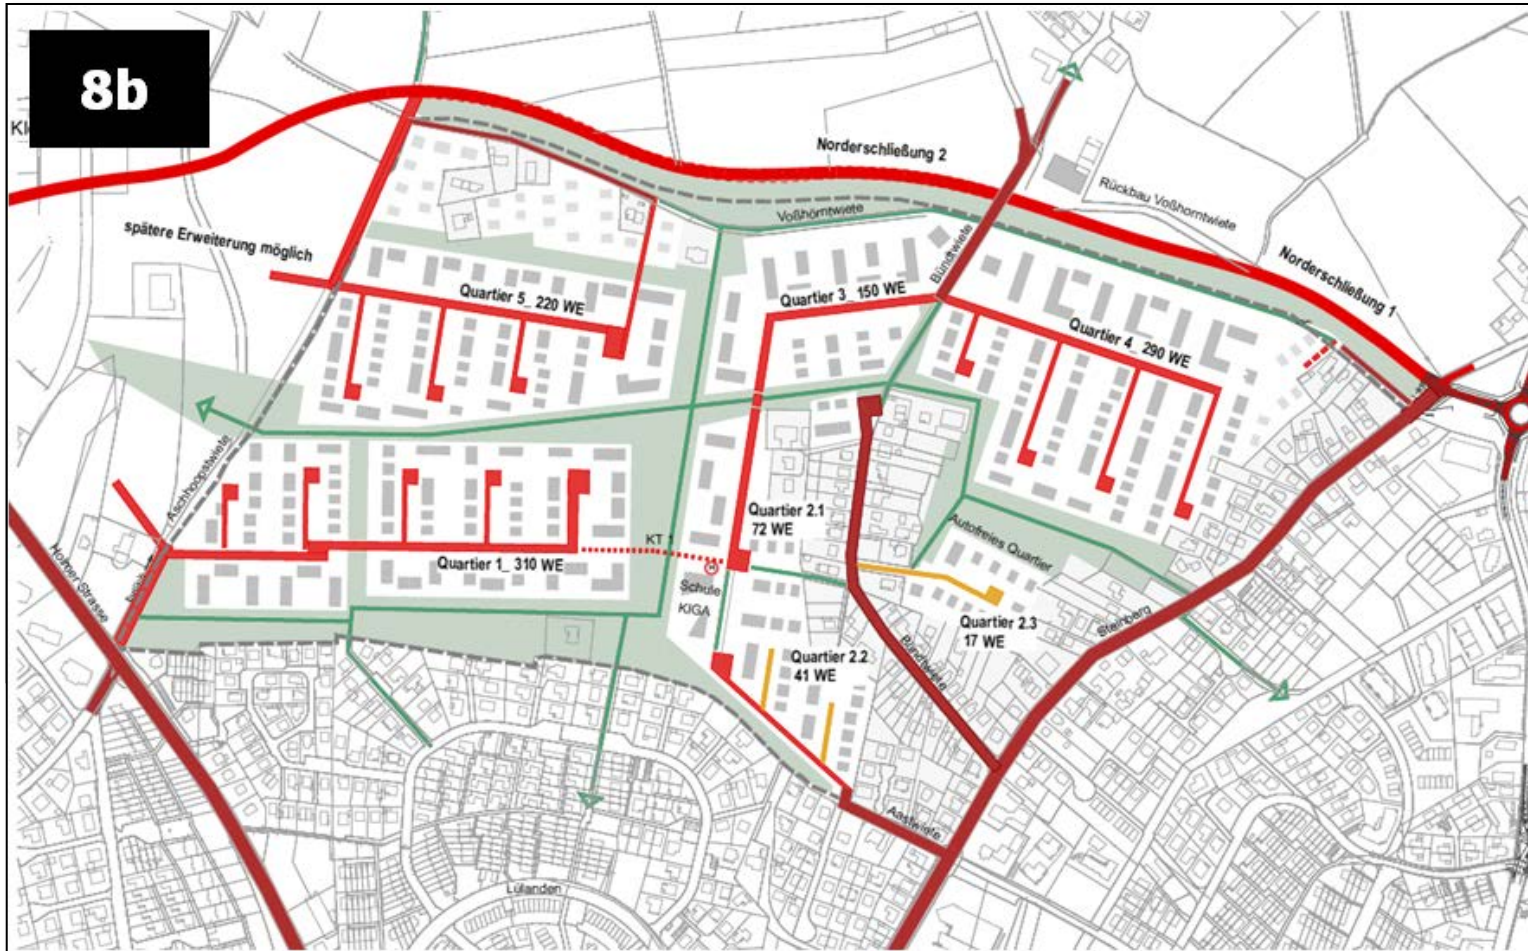 8b
Norderschließung 2
Rückbau Voßhörntwiete
Voßhörntwiete
Bündtwiete
spätere Erweiterung möglich
Norderschließung 1
Quartier 5_ 220 WE
Quartier 3_ 150 WE
Quartier 4_ 290 WE
Aschhoopstwiete
Holmer Strasse
Quartier 2.1
72 WE
KT 1
Quartier 1_ 310 WE
Autofreies Quartier
Schule
KIGA
Quartier 2.3
17 WE
Steinberg
Quartier 2.2
41 WE
Bündtwiete
Aastwiete
Lülanden